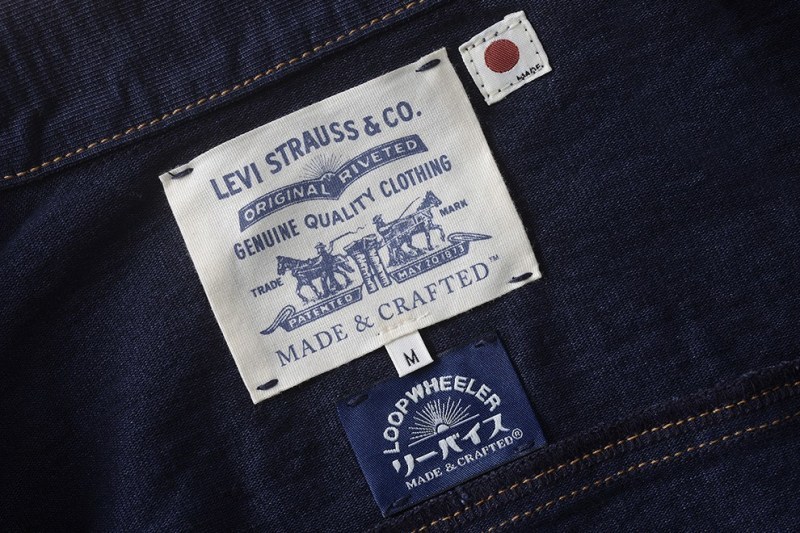 LEVI STRAUSS & CO.
ORIGINAL RIVETED
GENUINE QUALITY CLOTHING
TRADE MARK
PATENTED MAY 20 1873
MADE & CRAFTED™
M
LOOPWHEELER
リーバイス
MADE & CRAFTED®
MADE.